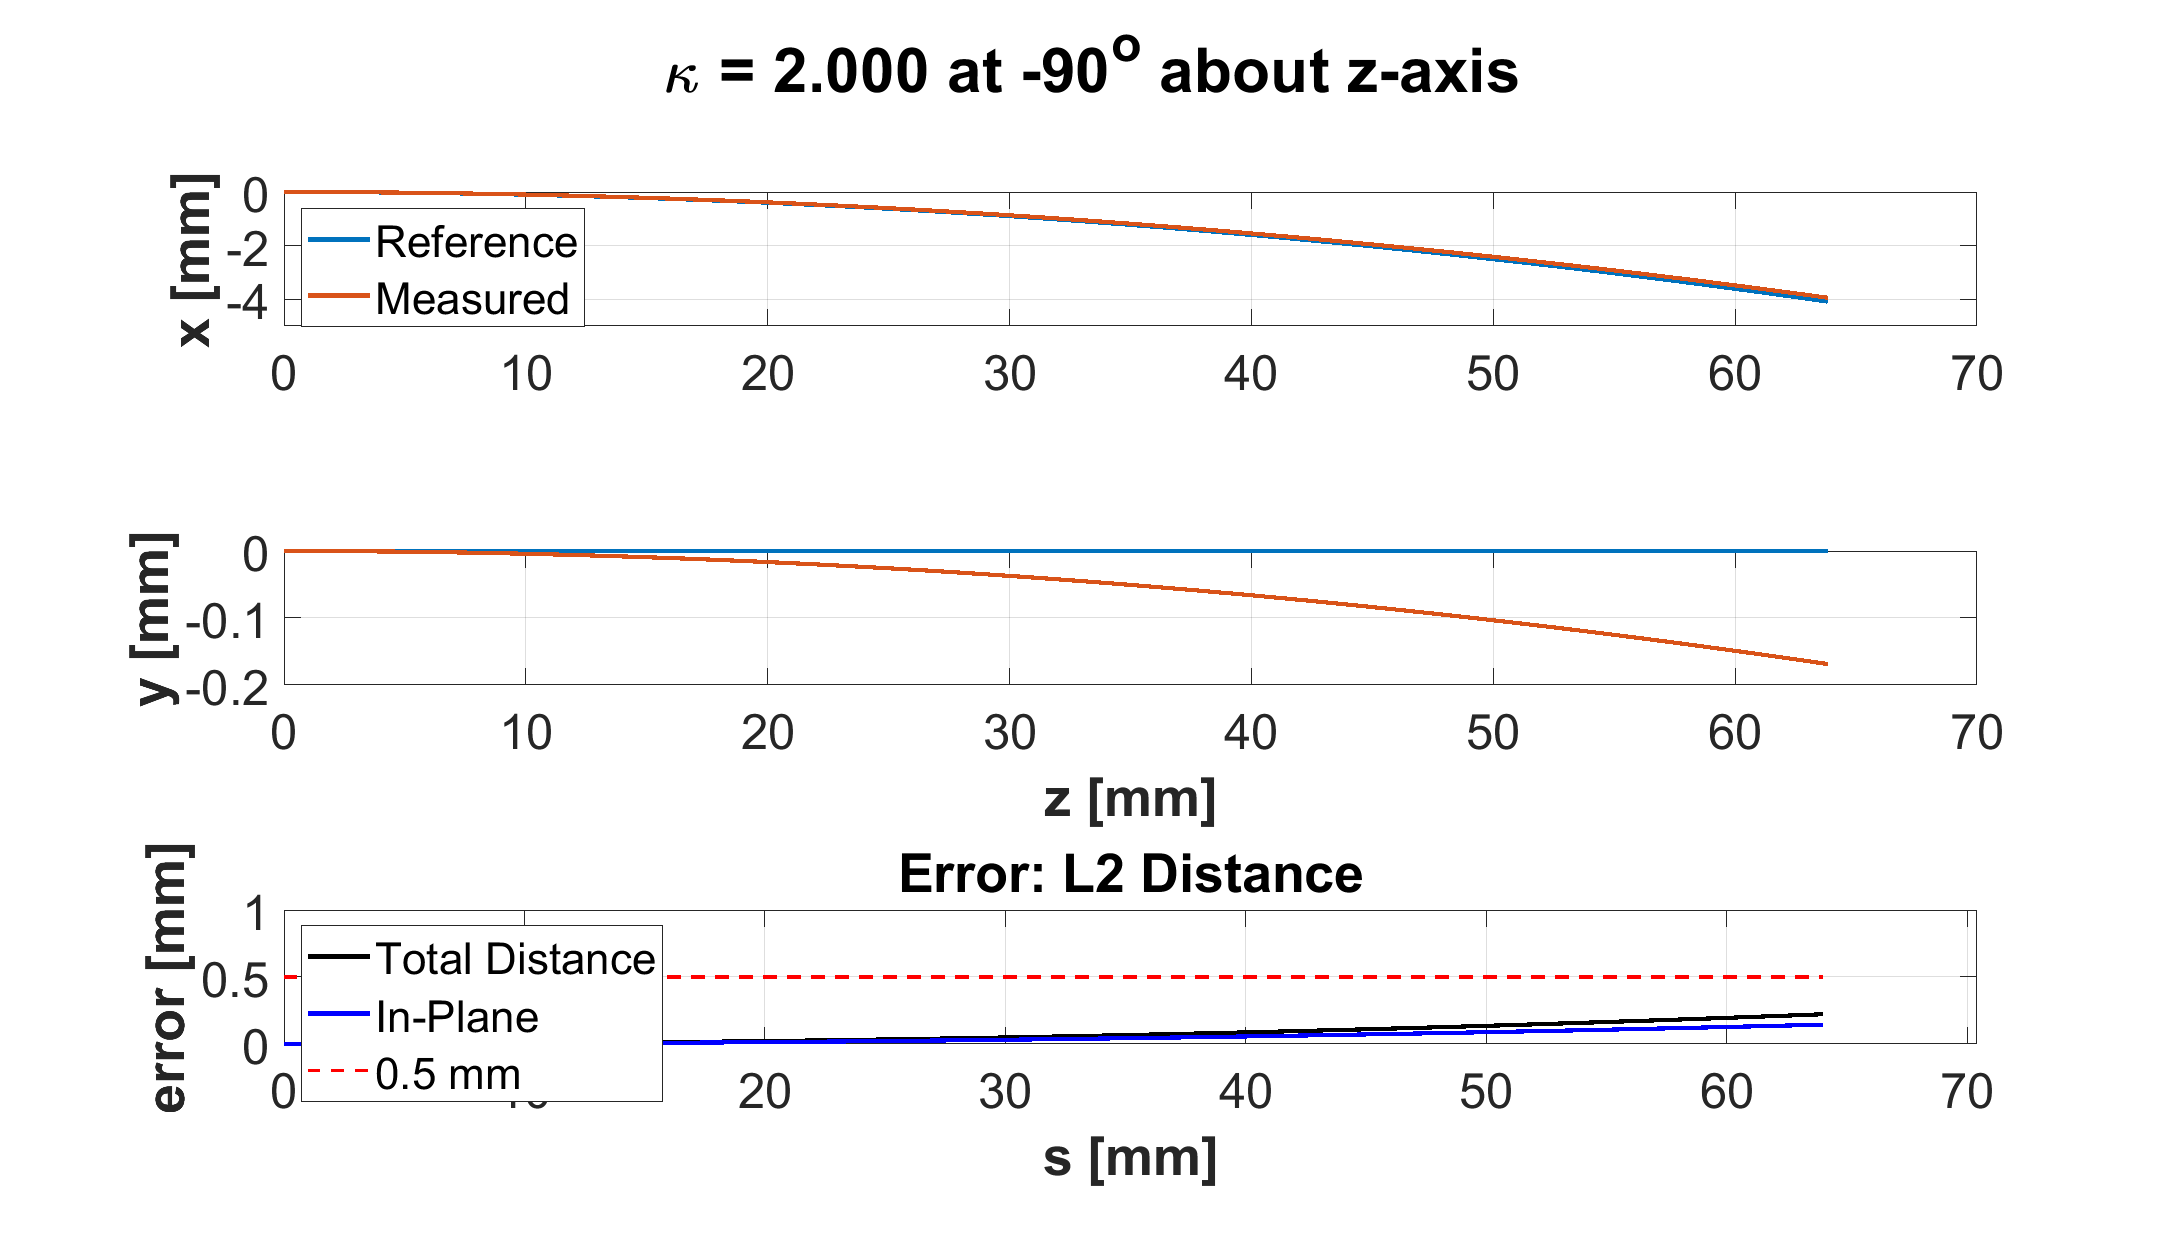 κ = 2.000 at -90° about z-axis
x [mm]
0
-2
-4
Reference
Measured
0 10 20 30 40 50 60 70
y [mm]
0
-0.1
-0.2
0 10 20 30 40 50 60 70
z [mm]
Error: L2 Distance
error [mm]
1
0.5
0
Total Distance
In-Plane
0.5 mm
0 20 30 40 50 60 70
s [mm]